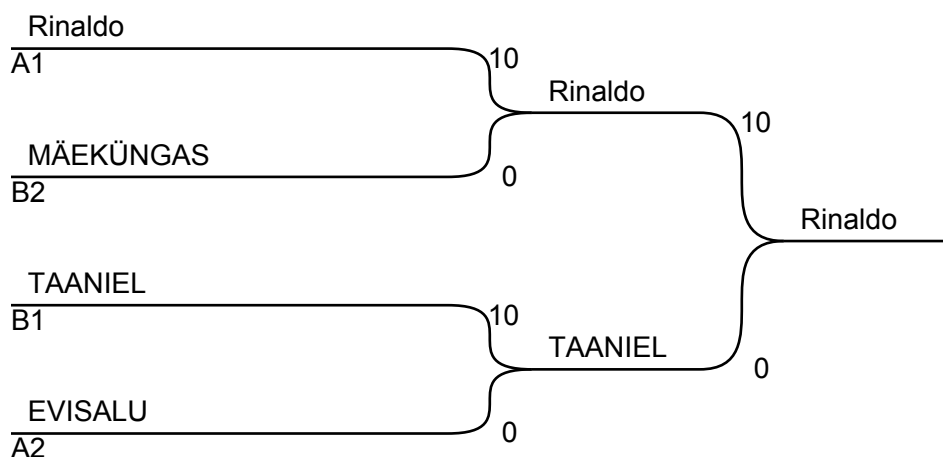 Rinaldo
A1
10
Rinaldo
10
MÄEKÜNGAS
B2
0
Rinaldo
TAANIEL
B1
10
TAANIEL
0
EVISALU
A2
0